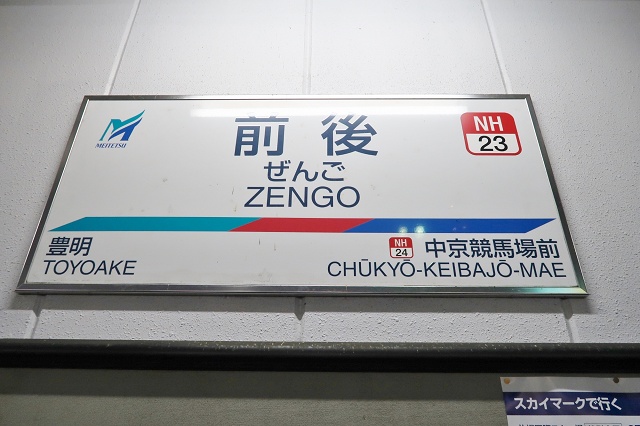 MEITETSU
前後
ぜんご
ZENGO
NH
23
豊明
TOYOAKE
NH
24
中京競馬場前
CHŪKYŌ-KEIBAJŌ-MAE
スカイマークで行く